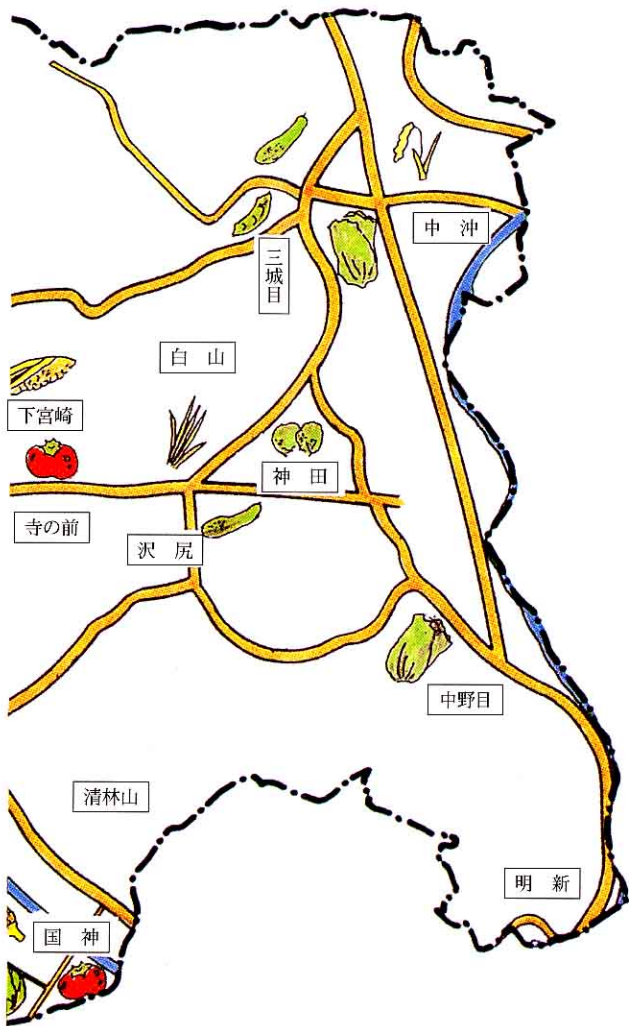 中沖
三城目
白山
下宮崎
神田
寺の前
沢尻
中野目
清林山
明新
国神